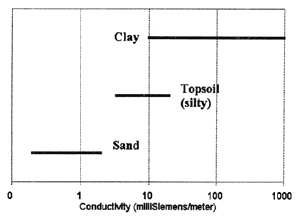 Clay
Topsoil
(silty)
Sand
0 1 10 100 1000
Conductivity (milliSiemens/meter)